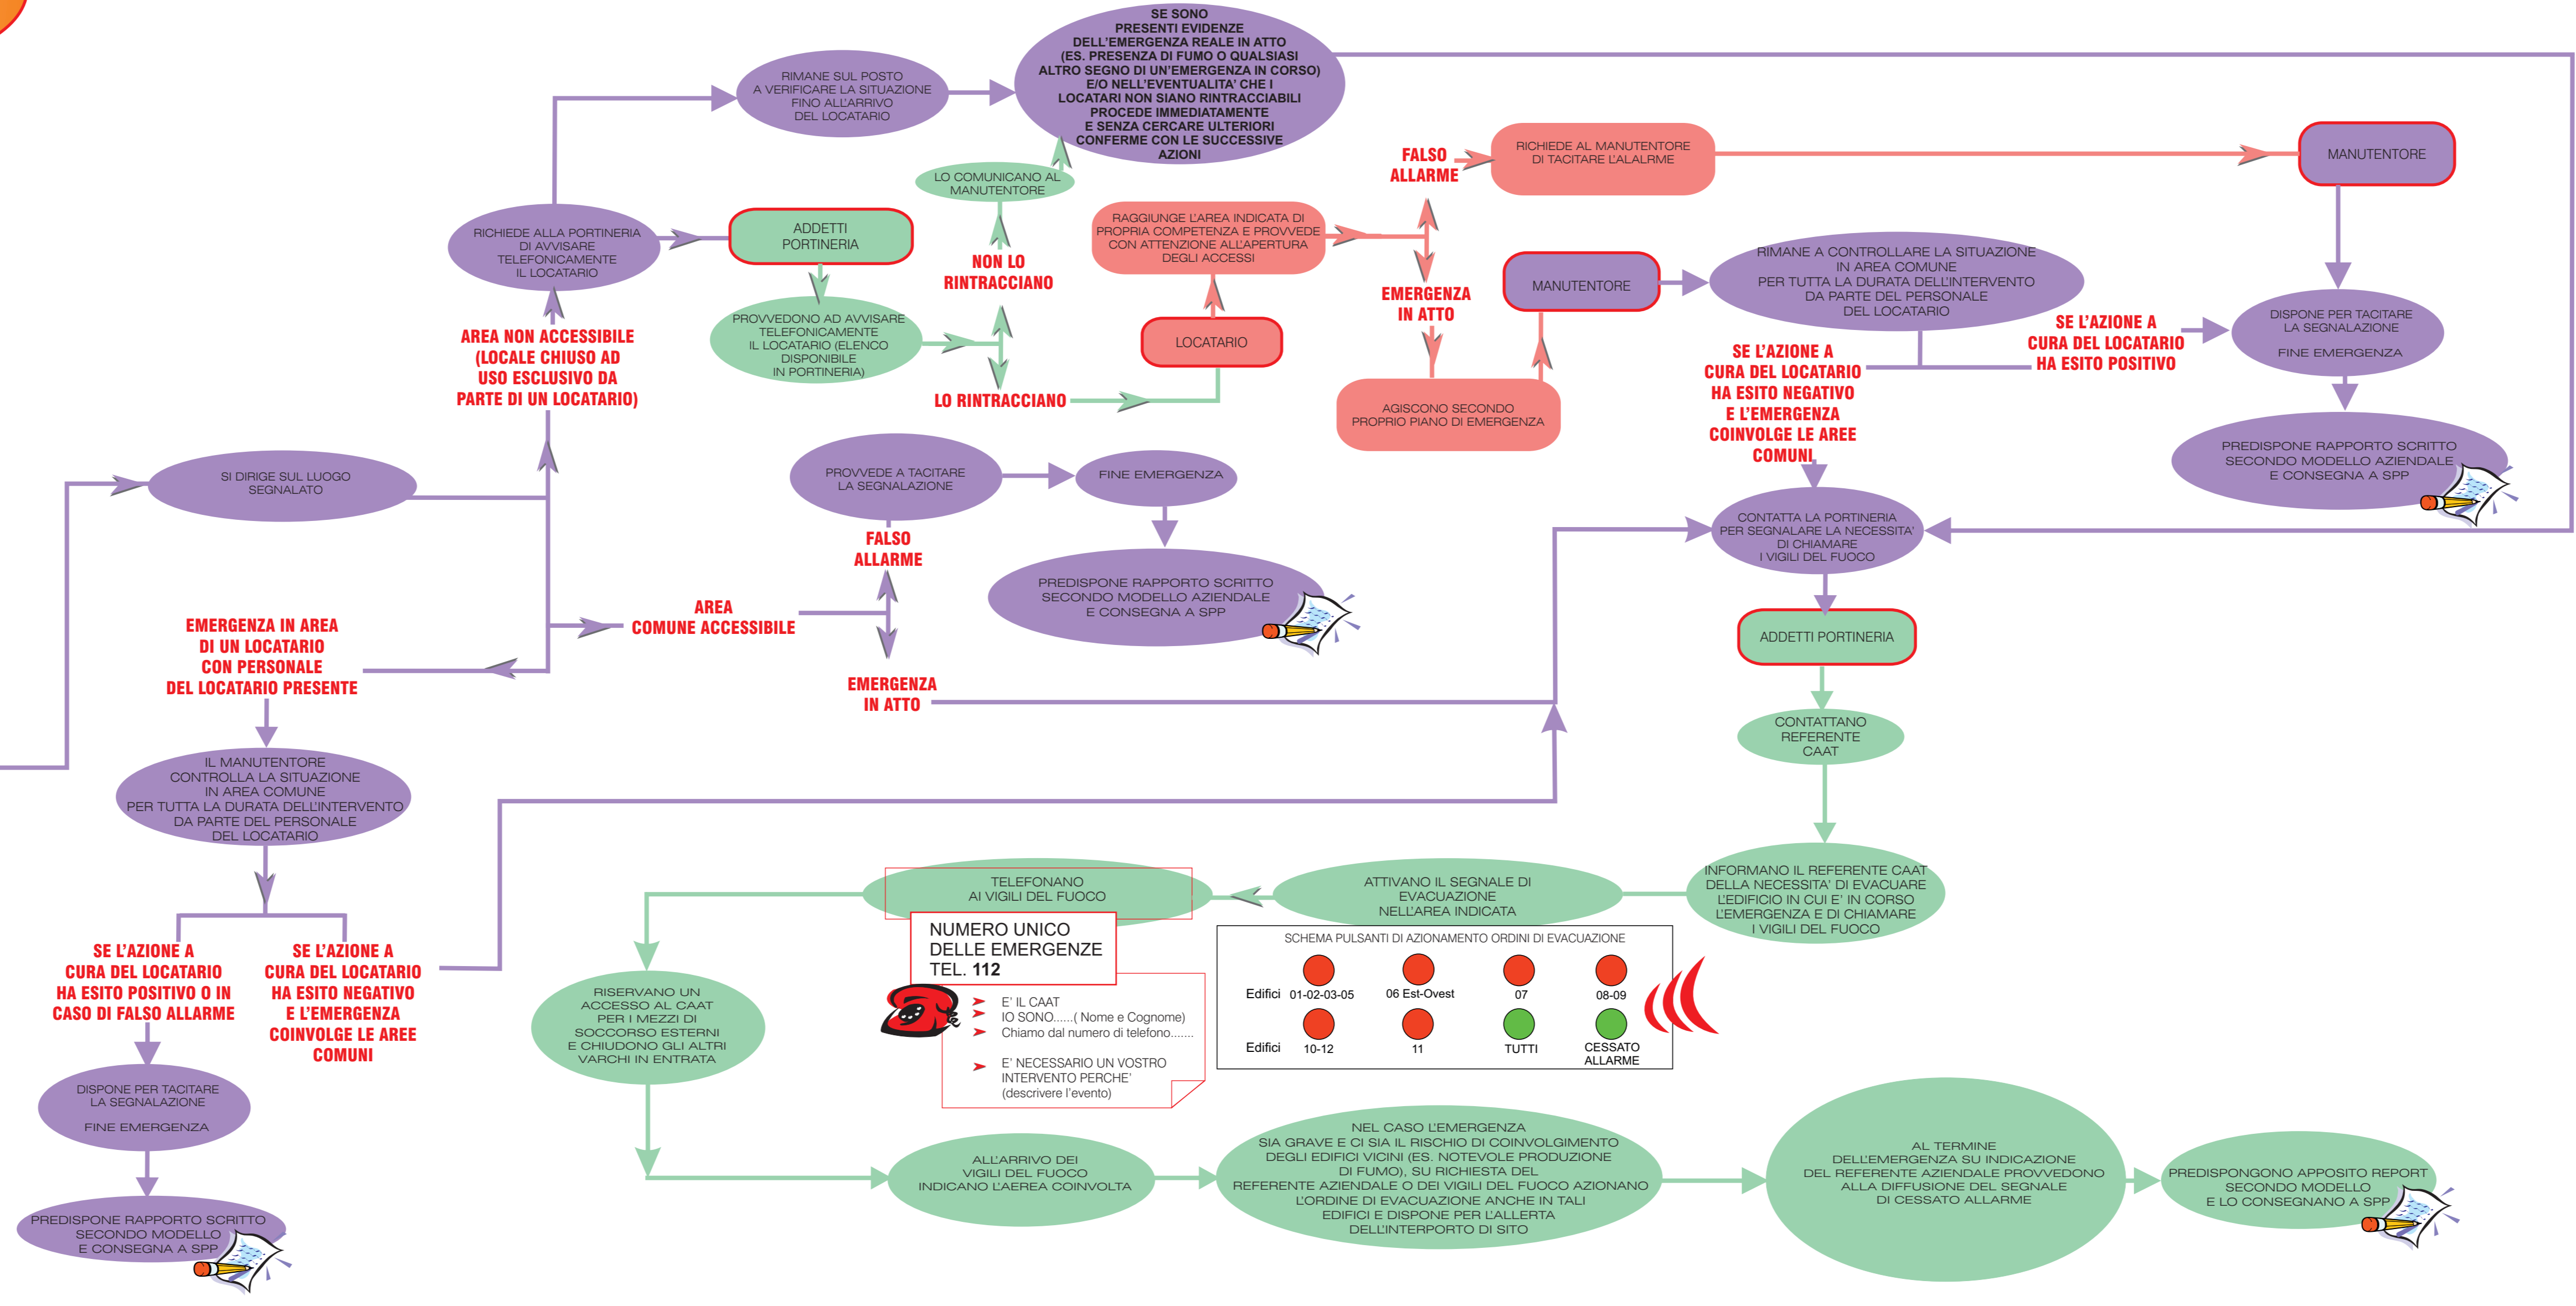 SE SONO
PRESENTI EVIDENZE
DELL'EMERGENZA REALE IN ATTO
(ES. PRESENZA DI FUMO O QUALSIASI
ALTRO SEGNO DI UN'EMERGENZA IN CORSO)
E/O NELL'EVENTUALITA' CHE I
LOCATARI NON SIANO RINTRACCIABILI
PROCEDE IMMEDIATAMENTE
E SENZA CERCARE ULTERIORI
CONFERME CON LE SUCCESSIVE
AZIONI
RIMANE SUL POSTO
A VERIFICARE LA SITUAZIONE
FINO ALL'ARRIVO
DEL LOCATARIO
LO COMUNICANO AL
MANUTENTORE
RICHIEDE ALLA PORTINERIA
DI AVVISARE
TELEFONICAMENTE
IL LOCATARIO
ADDETTI
PORTINERIA
NON LO
RINTRACCIANO
PROVVEDONO AD AVVISARE
TELEFONICAMENTE
IL LOCATARIO (ELENCO
DISPONIBILE
IN PORTINERIA)
LO RINTRACCIANO
RAGGIUNGE L'AREA INDICATA DI
PROPRIA COMPETENZA E PROVVEDE
CON ATTENZIONE ALL'APERTURA
DEGLI ACCESSI
LOCATARIO
FALSO
ALLARME
RICHIEDE AL MANUTENTORE
DI TACITARE L'ALALRME
MANUTENTORE
EMERGENZA
IN ATTO
AGISCONO SECONDO
PROPRIO PIANO DI EMERGENZA
MANUTENTORE
RIMANE A CONTROLLARE LA SITUAZIONE
IN AREA COMUNE
PER TUTTA LA DURATA DELL'INTERVENTO
DA PARTE DEL PERSONALE
DEL LOCATARIO
SE L'AZIONE A
CURA DEL LOCATARIO
HA ESITO POSITIVO
DISPONE PER TACITARE
LA SEGNALAZIONE
FINE EMERGENZA
PREDISPONE RAPPORTO SCRITTO
SECONDO MODELLO AZIENDALE
E CONSEGNA A SPP
SE L'AZIONE A
CURA DEL LOCATARIO
HA ESITO NEGATIVO
E L'EMERGENZA
COINVOLGE LE AREE
COMUNI
AREA NON ACCESSIBILE
(LOCALE CHIUSO AD
USO ESCLUSIVO DA
PARTE DI UN LOCATARIO)
SI DIRIGE SUL LUOGO
SEGNALATO
PROVVEDE A TACITARE
LA SEGNALAZIONE
FINE EMERGENZA
FALSO
ALLARME
PREDISPONE RAPPORTO SCRITTO
SECONDO MODELLO AZIENDALE
E CONSEGNA A SPP
AREA
COMUNE ACCESSIBILE
EMERGENZA
IN ATTO
CONTATTA LA PORTINERIA
PER SEGNALARE LA NECESSITA'
DI CHIAMARE
I VIGILI DEL FUOCO
ADDETTI PORTINERIA
CONTATTANO
REFERENTE
CAAT
EMERGENZA IN AREA
DI UN LOCATARIO
CON PERSONALE
DEL LOCATARIO PRESENTE
IL MANUTENTORE
CONTROLLA LA SITUAZIONE
IN AREA COMUNE
PER TUTTA LA DURATA DELL'INTERVENTO
DA PARTE DEL PERSONALE
DEL LOCATARIO
SE L'AZIONE A
CURA DEL LOCATARIO
HA ESITO POSITIVO O IN
CASO DI FALSO ALLARME
SE L'AZIONE A
CURA DEL LOCATARIO
HA ESITO NEGATIVO
E L'EMERGENZA
COINVOLGE LE AREE
COMUNI
DISPONE PER TACITARE
LA SEGNALAZIONE
FINE EMERGENZA
PREDISPONE RAPPORTO SCRITTO
SECONDO MODELLO
E CONSEGNA A SPP
INFORMANO IL REFERENTE CAAT
DELLA NECESSITA' DI EVACUARE
L'EDIFICIO IN CUI E' IN CORSO
L'EMERGENZA E DI CHIAMARE
I VIGILI DEL FUOCO
ATTIVANO IL SEGNALE DI
EVACUAZIONE
NELL'AREA INDICATA
SCHEMA PULSANTI DI AZIONAMENTO ORDINI DI EVACUAZIONE
Edifici 01-02-03-05 06 Est-Ovest 07 08-09
Edifici 10-12 11 TUTTI CESSATO
ALLARME
TELEFONANO
AI VIGILI DEL FUOCO
NUMERO UNICO
DELLE EMERGENZE
TEL. 112
E' IL CAAT
IO SONO......( Nome e Cognome)
Chiamo dal numero di telefono.......
E' NECESSARIO UN VOSTRO
INTERVENTO PERCHE'
(descrivere l'evento)
RISERVANO UN
ACCESSO AL CAAT
PER I MEZZI DI
SOCCORSO ESTERNI
E CHIUDONO GLI ALTRI
VARCHI IN ENTRATA
ALL'ARRIVO DEI
VIGILI DEL FUOCO
INDICANO L'AEREA COINVOLTA
NEL CASO L'EMERGENZA
SIA GRAVE E CI SIA IL RISCHIO DI COINVOLGIMENTO
DEGLI EDIFICI VICINI (ES. NOTEVOLE PRODUZIONE
DI FUMO), SU RICHIESTA DEL
REFERENTE AZIENDALE O DEI VIGILI DEL FUOCO AZIONANO
L'ORDINE DI EVACUAZIONE ANCHE IN TALI
EDIFICI E DISPONE PER L'ALLERTA
DELL'INTERPORTO DI SITO
AL TERMINE
DELL'EMERGENZA SU INDICAZIONE
DEL REFERENTE AZIENDALE PROVVEDONO
ALLA DIFFUSIONE DEL SEGNALE
DI CESSATO ALLARME
PREDISPONGONO APPOSITO REPORT
SECONDO MODELLO
E LO CONSEGNANO A SPP